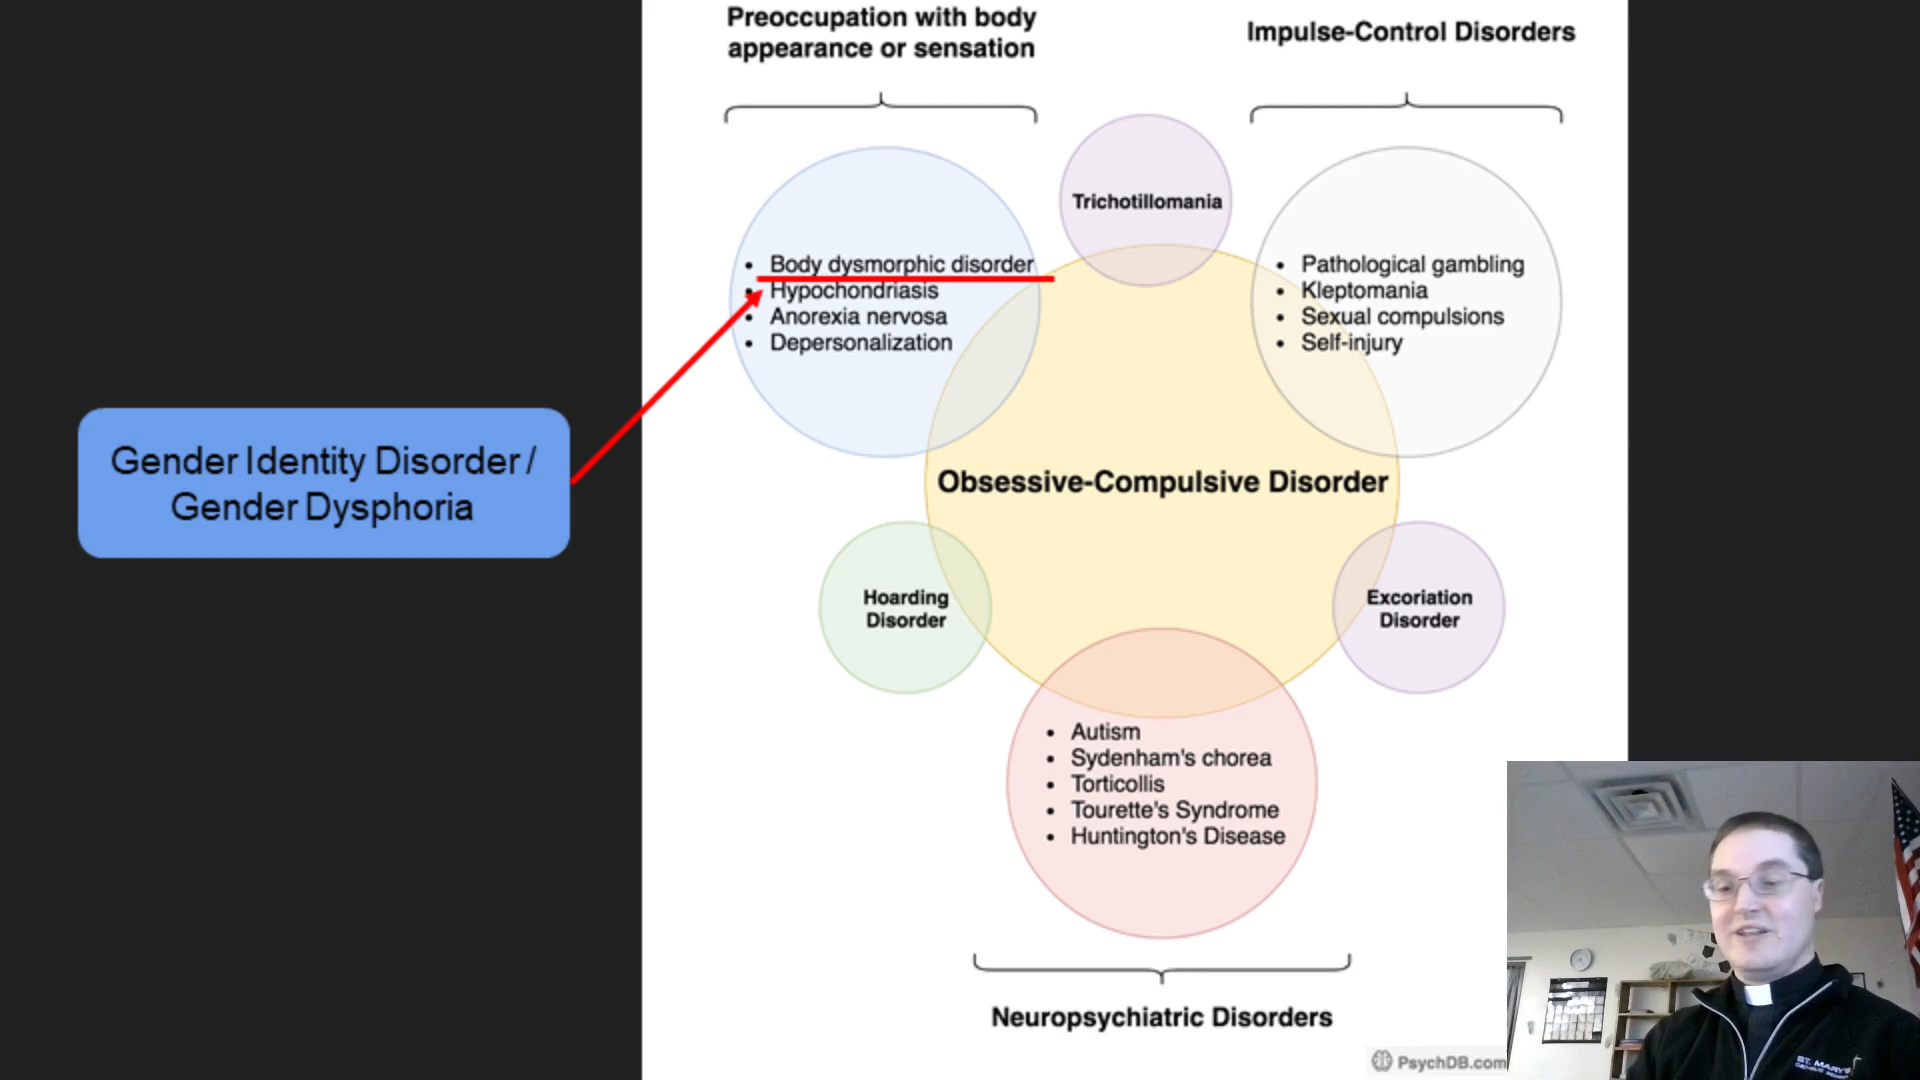 Preoccupation with body
appearance or sensation
Impulse-Control Disorders
Trichotillomania
• Body dysmorphic disorder
• Hypochondriasis
• Anorexia nervosa
• Depersonalization
• Pathological gambling
• Kleptomania
• Sexual compulsions
• Self-injury
Gender Identity Disorder /
Gender Dysphoria
Obsessive-Compulsive Disorder
Hoarding
Disorder
Excoriation
Disorder
• Autism
• Sydenham's chorea
• Torticollis
• Tourette's Syndrome
• Huntington's Disease
Neuropsychiatric Disorders
PsychDB.com
ST. MARY'S